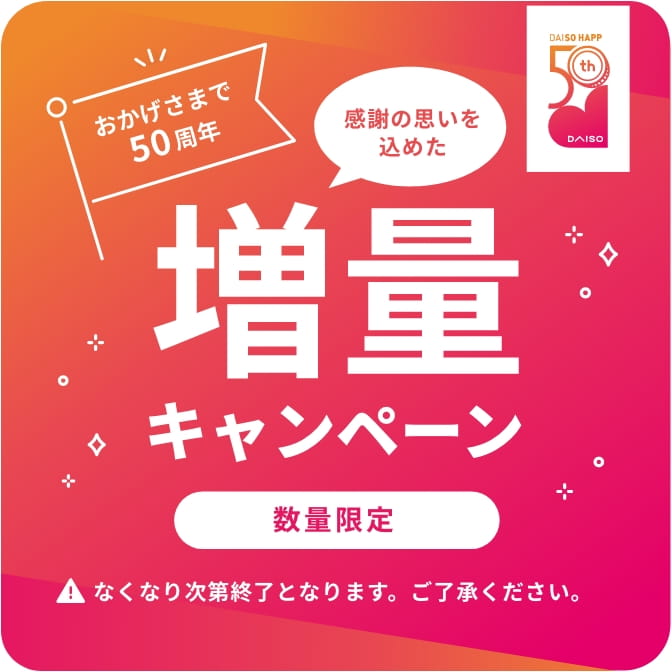 DAISO HAPP
50th
DAISO
おかげさまで
50周年
感謝の思いを
込めた
増量
キャンペーン
数量限定
なくなり次第終了となります。ご了承ください。